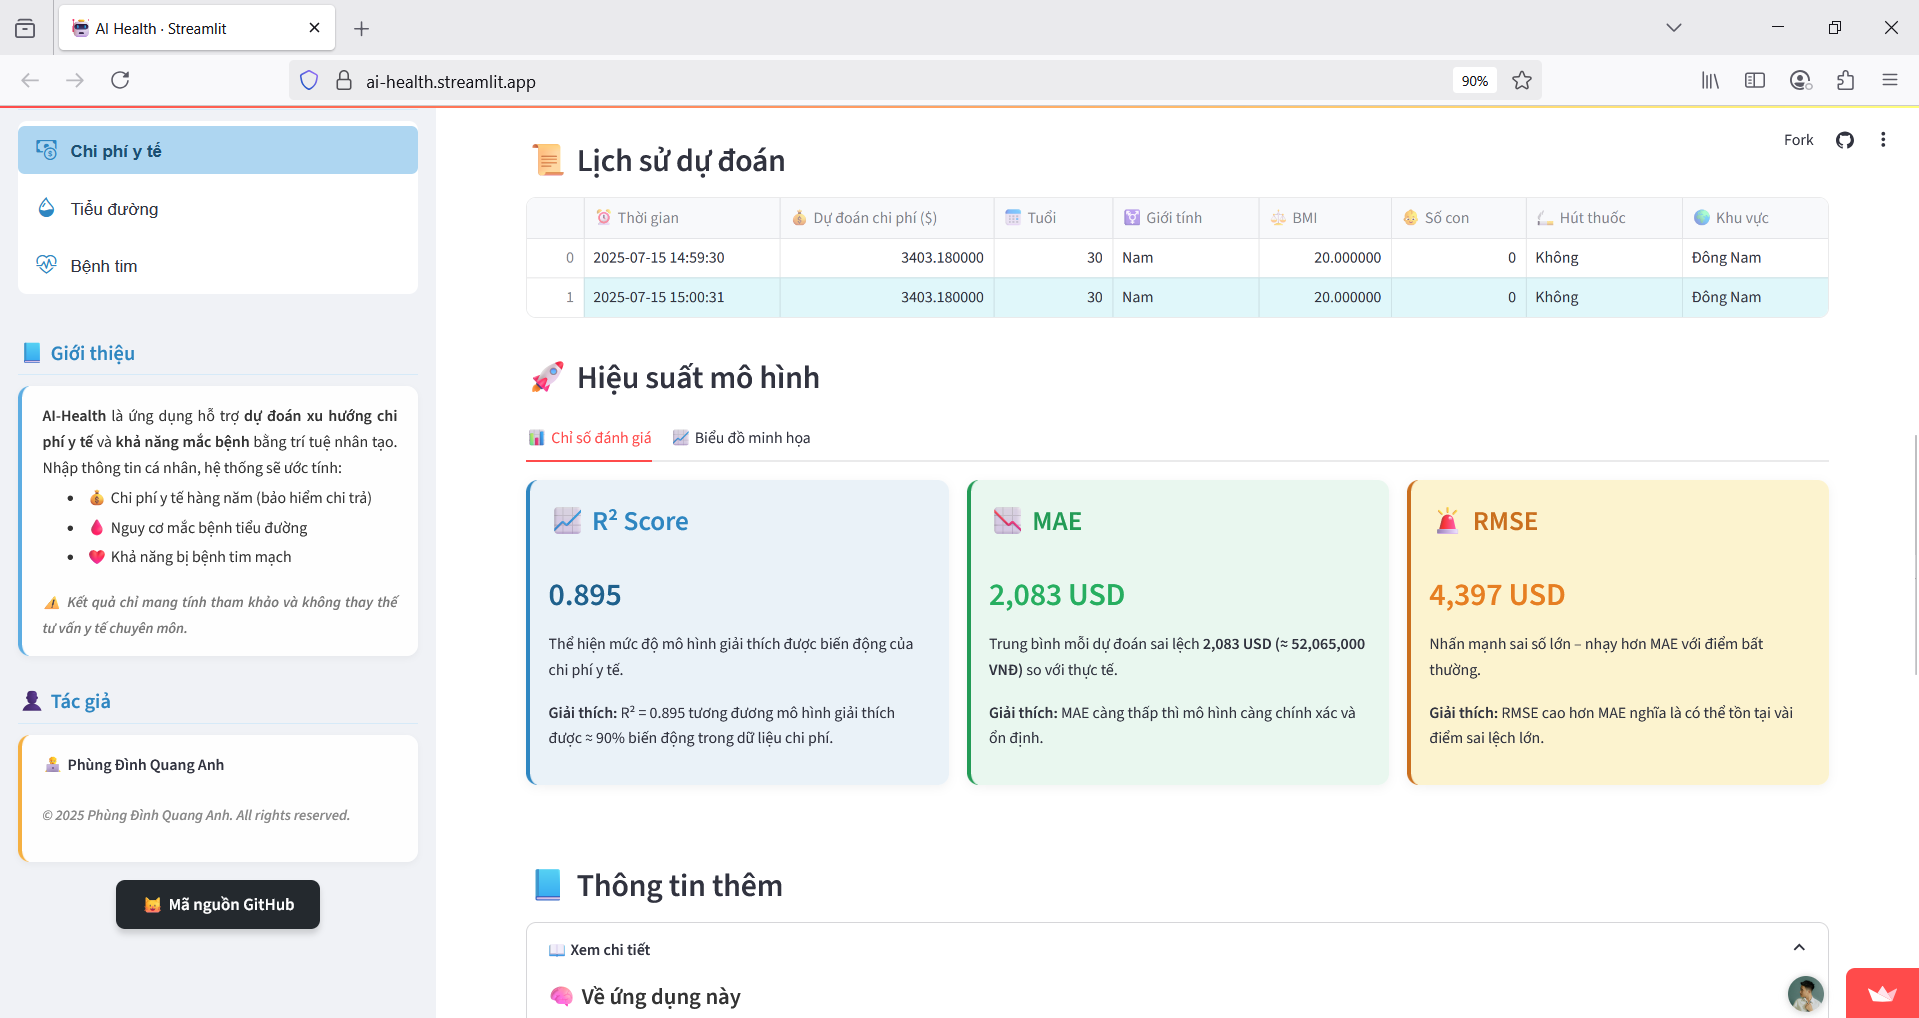 AI Health · Streamlit
ai-health.streamlit.app
90%
Chi phí y tế
Tiểu đường
Bệnh tim
Giới thiệu
AI-Health là ứng dụng hỗ trợ dự đoán xu hướng chi
phí y tế và khả năng mắc bệnh bằng trí tuệ nhân tạo.
Nhập thông tin cá nhân, hệ thống sẽ ước tính:
• Chi phí y tế hàng năm (bảo hiểm chi trả)
• Nguy cơ mắc bệnh tiểu đường
• Khả năng bị bệnh tim mạch
Kết quả chỉ mang tính tham khảo và không thay thế
tư vấn y tế chuyên môn.
Tác giả
Phùng Đình Quang Anh
© 2025 Phùng Đình Quang Anh. All rights reserved.
Mã nguồn GitHub
Fork
Lịch sử dự đoán
Thời gian Dự đoán chi phí ($) Tuổi Giới tính BMI Số con Hút thuốc Khu vực
0 2025-07-15 14:59:30 3403.180000 30 Nam 20.000000 0 Không Đông Nam
1 2025-07-15 15:00:31 3403.180000 30 Nam 20.000000 0 Không Đông Nam
Hiệu suất mô hình
Chỉ số đánh giá Biểu đồ minh họa
R² Score
0.895
Thể hiện mức độ mô hình giải thích được biến động của
chi phí y tế.
Giải thích: R² = 0.895 tương đương mô hình giải thích
được ≈ 90% biến động trong dữ liệu chi phí.
MAE
2,083 USD
Trung bình mỗi dự đoán sai lệch 2,083 USD (≈ 52,065,000
VNĐ) so với thực tế.
Giải thích: MAE càng thấp thì mô hình càng chính xác và
ổn định.
RMSE
4,397 USD
Nhấn mạnh sai số lớn – nhạy hơn MAE với điểm bất
thường.
Giải thích: RMSE cao hơn MAE nghĩa là có thể tồn tại vài
điểm sai lệch lớn.
Thông tin thêm
Xem chi tiết
Về ứng dụng này